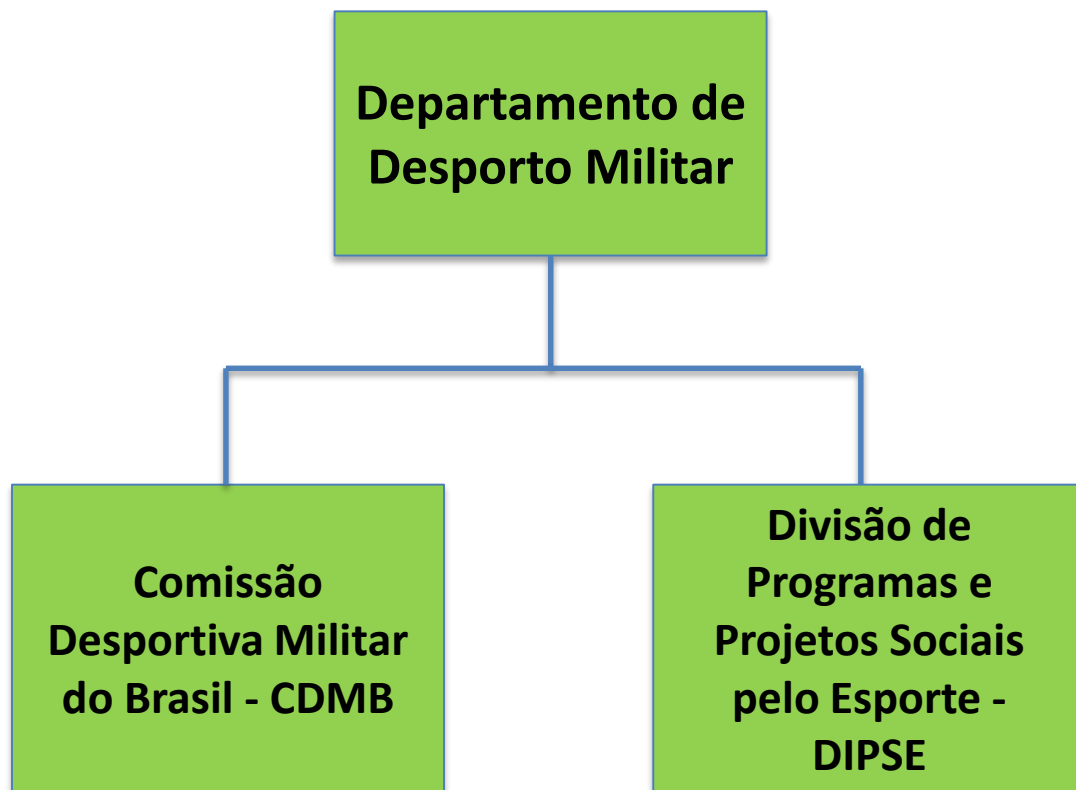 Departamento de
Desporto Militar
Comissão
Desportiva Militar
do Brasil - CDMB
Divisão de
Programas e
Projetos Sociais
pelo Esporte -
DIPSE